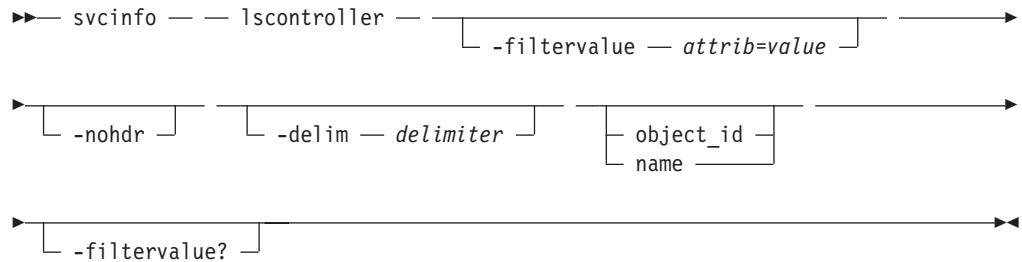 svcinfo lscontroller
-filtervalue attrib=value
-nohdr -delim delimiter object_id
name
-filtervalue?